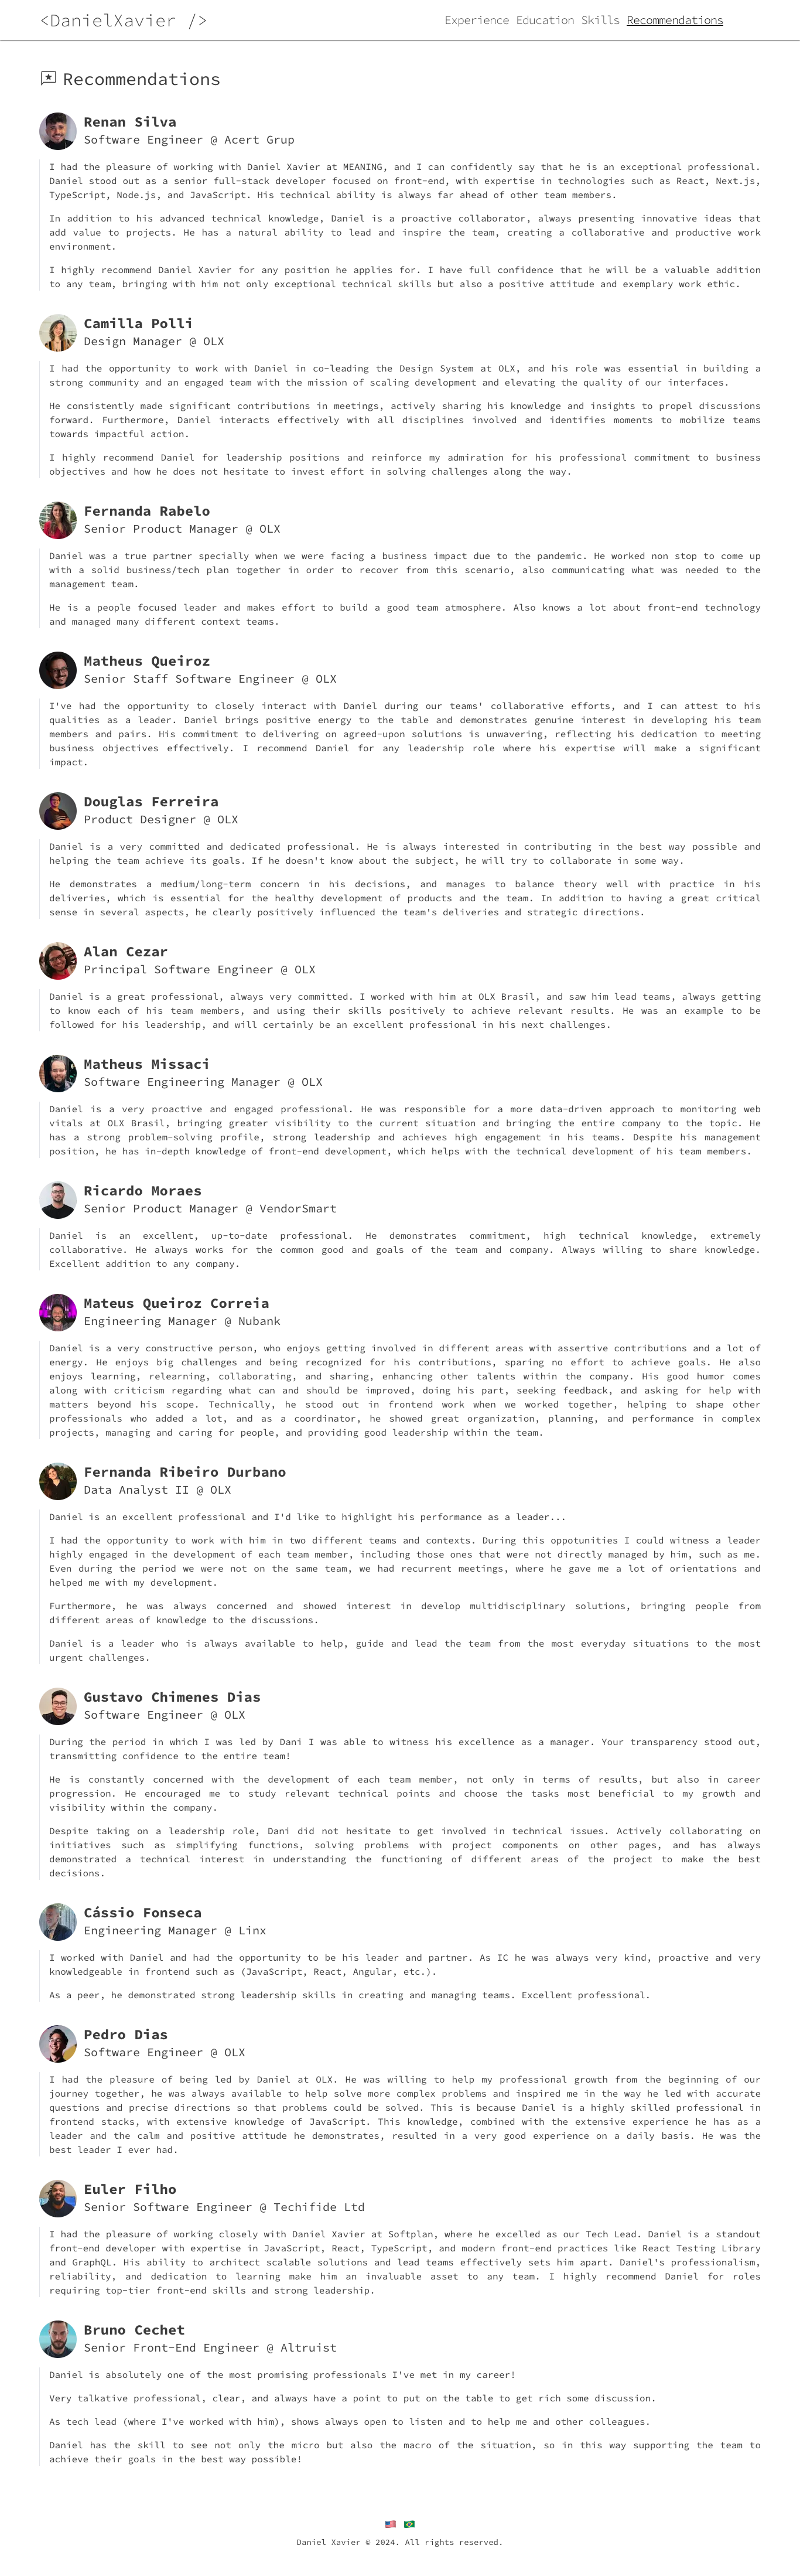 <DanielXavier />
Experience Education Skills Recommendations
Recommendations
Renan Silva
Software Engineer @ Acert Grup
I had the pleasure of working with Daniel Xavier at MEANING, and I can confidently say that he is an exceptional professional.
Daniel stood out as a senior full-stack developer focused on front-end, with expertise in technologies such as React, Next.js,
TypeScript, Node.js, and JavaScript. His technical ability is always far ahead of other team members.
In addition to his advanced technical knowledge, Daniel is a proactive collaborator, always presenting innovative ideas that
add value to projects. He has a natural ability to lead and inspire the team, creating a collaborative and productive work
environment.
I highly recommend Daniel Xavier for any position he applies for. I have full confidence that he will be a valuable addition
to any team, bringing with him not only exceptional technical skills but also a positive attitude and exemplary work ethic.
Camilla Polli
Design Manager @ OLX
I had the opportunity to work with Daniel in co-leading the Design System at OLX, and his role was essential in building a
strong community and an engaged team with the mission of scaling development and elevating the quality of our interfaces.
He consistently made significant contributions in meetings, actively sharing his knowledge and insights to propel discussions
forward. Furthermore, Daniel interacts effectively with all disciplines involved and identifies moments to mobilize teams
towards impactful action.
I highly recommend Daniel for leadership positions and reinforce my admiration for his professional commitment to business
objectives and how he does not hesitate to invest effort in solving challenges along the way.
Fernanda Rabelo
Senior Product Manager @ OLX
Daniel was a true partner specially when we were facing a business impact due to the pandemic. He worked non stop to come up
with a solid business/tech plan together in order to recover from this scenario, also communicating what was needed to the
management team.
He is a people focused leader and makes effort to build a good team atmosphere. Also knows a lot about front-end technology
and managed many different context teams.
Matheus Queiroz
Senior Staff Software Engineer @ OLX
I've had the opportunity to closely interact with Daniel during our teams' collaborative efforts, and I can attest to his
qualities as a leader. Daniel brings positive energy to the table and demonstrates genuine interest in developing his team
members and pairs. His commitment to delivering on agreed-upon solutions is unwavering, reflecting his dedication to meeting
business objectives effectively. I recommend Daniel for any leadership role where his expertise will make a significant
impact.
Douglas Ferreira
Product Designer @ OLX
Daniel is a very committed and dedicated professional. He is always interested in contributing in the best way possible and
helping the team achieve its goals. If he doesn't know about the subject, he will try to collaborate in some way.
He demonstrates a medium/long-term concern in his decisions, and manages to balance theory well with practice in his
deliveries, which is essential for the healthy development of products and the team. In addition to having a great critical
sense in several aspects, he clearly positively influenced the team's deliveries and strategic directions.
Alan Cezar
Principal Software Engineer @ OLX
Daniel is a great professional, always very committed. I worked with him at OLX Brasil, and saw him lead teams, always getting
to know each of his team members, and using their skills positively to achieve relevant results. He was an example to be
followed for his leadership, and will certainly be an excellent professional in his next challenges.
Matheus Missaci
Software Engineering Manager @ OLX
Daniel is a very proactive and engaged professional. He was responsible for a more data-driven approach to monitoring web
vitals at OLX Brasil, bringing greater visibility to the current situation and bringing the entire company to the topic. He
has a strong problem-solving profile, strong leadership and achieves high engagement in his teams. Despite his management
position, he has in-depth knowledge of front-end development, which helps with the technical development of his team members.
Ricardo Moraes
Senior Product Manager @ VendorSmart
Daniel is an excellent, up-to-date professional. He demonstrates commitment, high technical knowledge, extremely
collaborative. He always works for the common good and goals of the team and company. Always willing to share knowledge.
Excellent addition to any company.
Mateus Queiroz Correia
Engineering Manager @ Nubank
Daniel is a very constructive person, who enjoys getting involved in different areas with assertive contributions and a lot of
energy. He enjoys big challenges and being recognized for his contributions, sparing no effort to achieve goals. He also
enjoys learning, relearning, collaborating, and sharing, enhancing other talents within the company. His good humor comes
along with criticism regarding what can and should be improved, doing his part, seeking feedback, and asking for help with
matters beyond his scope. Technically, he stood out in frontend work when we worked together, helping to shape other
professionals who added a lot, and as a coordinator, he showed great organization, planning, and performance in complex
projects, managing and caring for people, and providing good leadership within the team.
Fernanda Ribeiro Durbano
Data Analyst II @ OLX
Daniel is an excellent professional and I'd like to highlight his performance as a leader...
I had the opportunity to work with him in two different teams and contexts. During this oppotunities I could witness a leader
highly engaged in the development of each team member, including those ones that were not directly managed by him, such as me.
Even during the period we were not on the same team, we had recurrent meetings, where he gave me a lot of orientations and
helped me with my development.
Furthermore, he was always concerned and showed interest in develop multidisciplinary solutions, bringing people from
different areas of knowledge to the discussions.
Daniel is a leader who is always available to help, guide and lead the team from the most everyday situations to the most
urgent challenges.
Gustavo Chimenes Dias
Software Engineer @ OLX
During the period in which I was led by Dani I was able to witness his excellence as a manager. Your transparency stood out,
transmitting confidence to the entire team!
He is constantly concerned with the development of each team member, not only in terms of results, but also in career
progression. He encouraged me to study relevant technical points and choose the tasks most beneficial to my growth and
visibility within the company.
Despite taking on a leadership role, Dani did not hesitate to get involved in technical issues. Actively collaborating on
initiatives such as simplifying functions, solving problems with project components on other pages, and has always
demonstrated a technical interest in understanding the functioning of different areas of the project to make the best
decisions.
Cássio Fonseca
Engineering Manager @ Linx
I worked with Daniel and had the opportunity to be his leader and partner. As IC he was always very kind, proactive and very
knowledgeable in frontend such as (JavaScript, React, Angular, etc.).
As a peer, he demonstrated strong leadership skills in creating and managing teams. Excellent professional.
Pedro Dias
Software Engineer @ OLX
I had the pleasure of being led by Daniel at OLX. He was willing to help my professional growth from the beginning of our
journey together, he was always available to help solve more complex problems and inspired me in the way he led with accurate
questions and precise directions so that problems could be solved. This is because Daniel is a highly skilled professional in
frontend stacks, with extensive knowledge of JavaScript. This knowledge, combined with the extensive experience he has as a
leader and the calm and positive attitude he demonstrates, resulted in a very good experience on a daily basis. He was the
best leader I ever had.
Euler Filho
Senior Software Engineer @ Techifide Ltd
I had the pleasure of working closely with Daniel Xavier at Softplan, where he excelled as our Tech Lead. Daniel is a standout
front-end developer with expertise in JavaScript, React, TypeScript, and modern front-end practices like React Testing Library
and GraphQL. His ability to architect scalable solutions and lead teams effectively sets him apart. Daniel's professionalism,
reliability, and dedication to learning make him an invaluable asset to any team. I highly recommend Daniel for roles
requiring top-tier front-end skills and strong leadership.
Bruno Cechet
Senior Front-End Engineer @ Altruist
Daniel is absolutely one of the most promising professionals I've met in my career!
Very talkative professional, clear, and always have a point to put on the table to get rich some discussion.
As tech lead (where I've worked with him), shows always open to listen and to help me and other colleagues.
Daniel has the skill to see not only the micro but also the macro of the situation, so in this way supporting the team to
achieve their goals in the best way possible!
Daniel Xavier © 2024. All rights reserved.